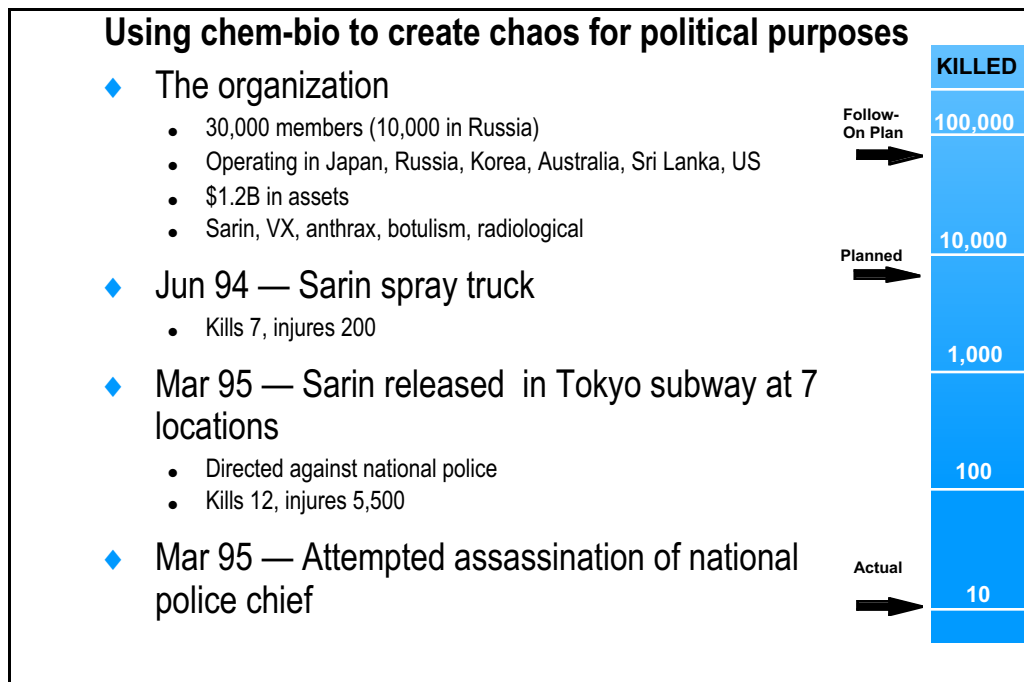 Using chem-bio to create chaos for political purposes
The organization
30,000 members (10,000 in Russia)
Operating in Japan, Russia, Korea, Australia, Sri Lanka, US
$1.2B in assets
Sarin, VX, anthrax, botulism, radiological
Jun 94 — Sarin spray truck
Kills 7, injures 200
Mar 95 — Sarin released in Tokyo subway at 7
locations
Directed against national police
Kills 12, injures 5,500
Mar 95 — Attempted assassination of national
police chief
KILLED
Follow-
On Plan
100,000
10,000
Planned
1,000
100
Actual
10